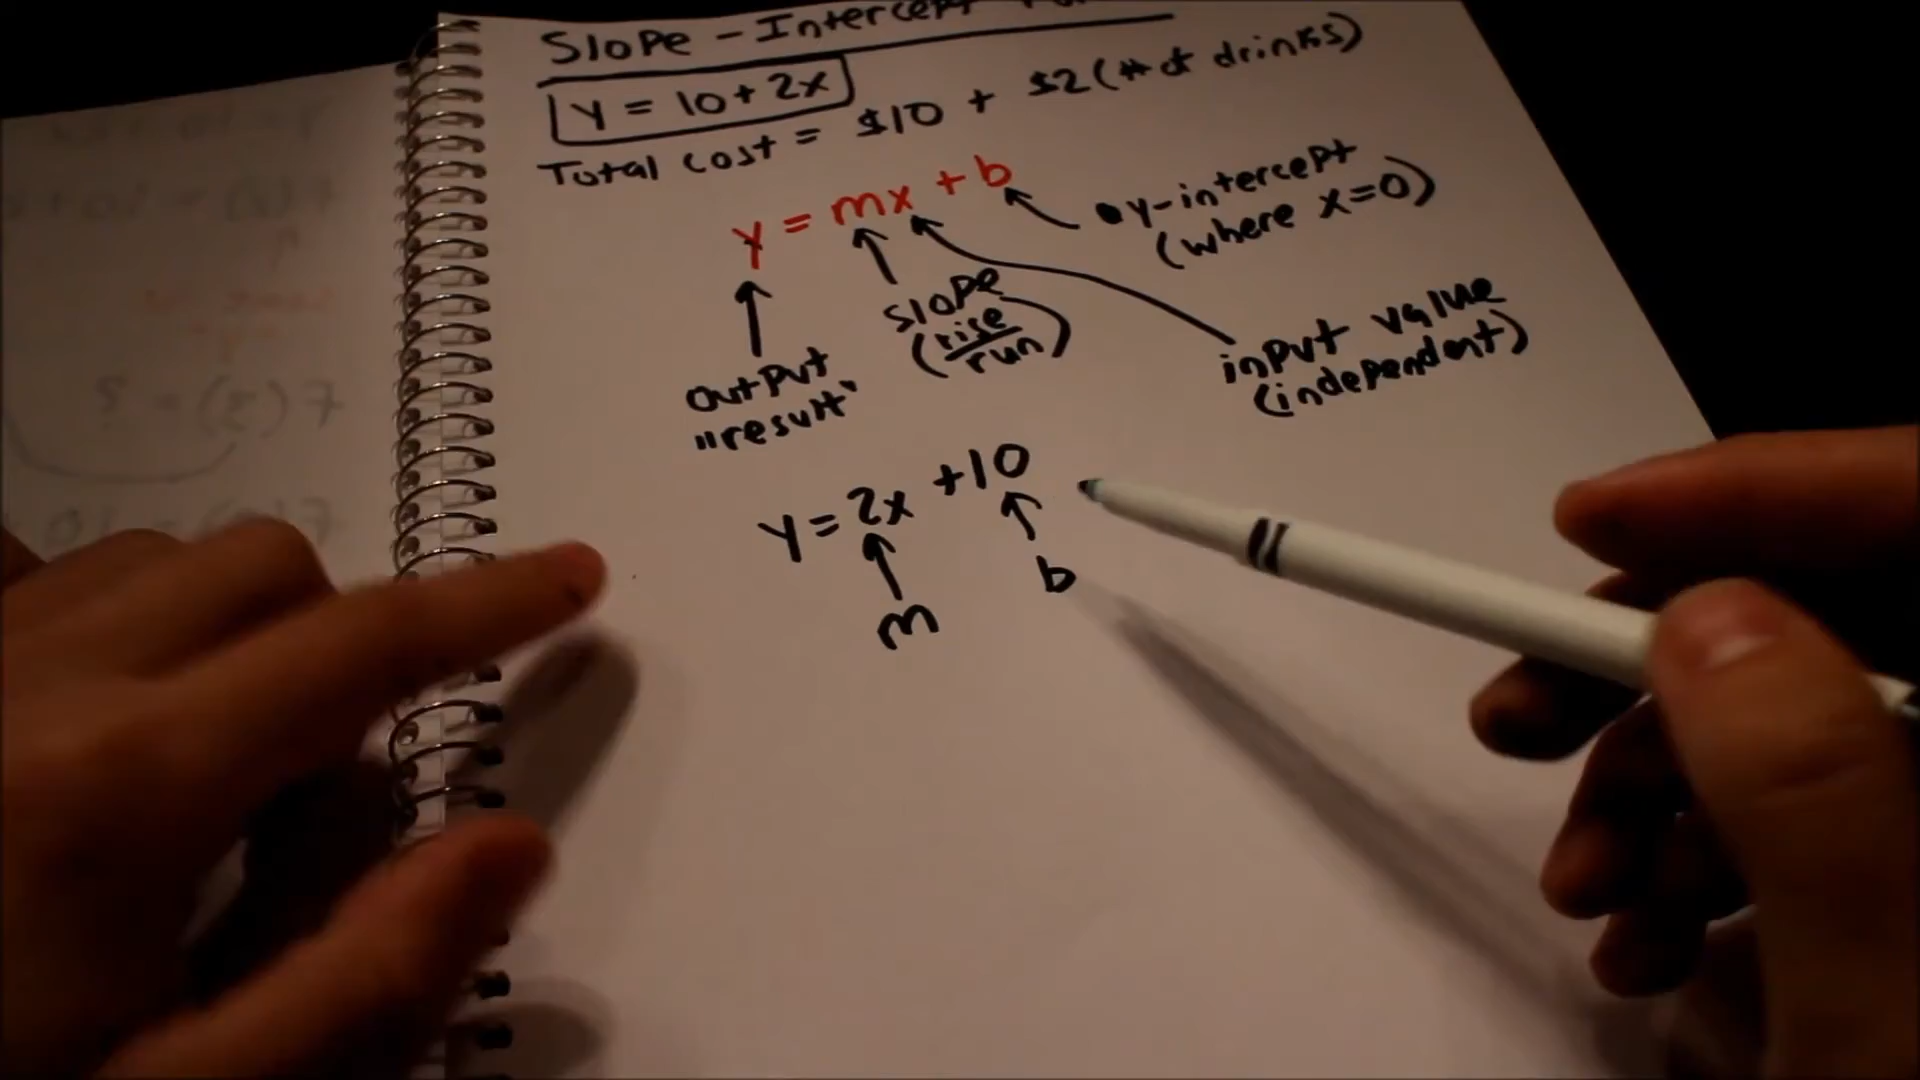 Slope - Intercept
Y = 10 + 2x
Total cost = $10 + $2 (# of drinks)
y = mx + b
y-intercept
(where x=0)
slope
(rise/run)
input value
(independent)
output
"result"
Y = 2x + 10
m
b